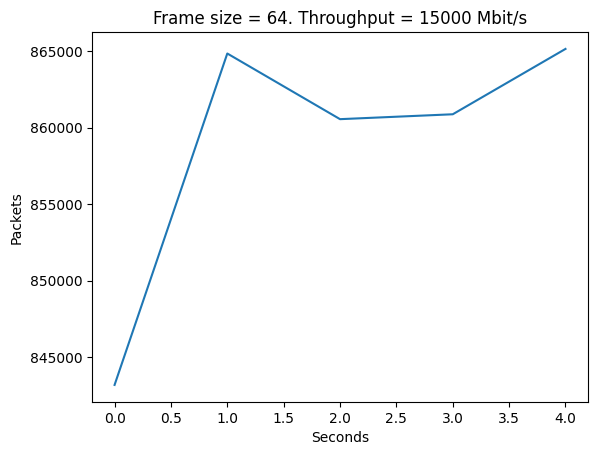 Frame size = 64. Throughput = 15000 Mbit/s
865000
860000
855000
850000
845000
Packets
0.0 0.5 1.0 1.5 2.0 2.5 3.0 3.5 4.0
Seconds